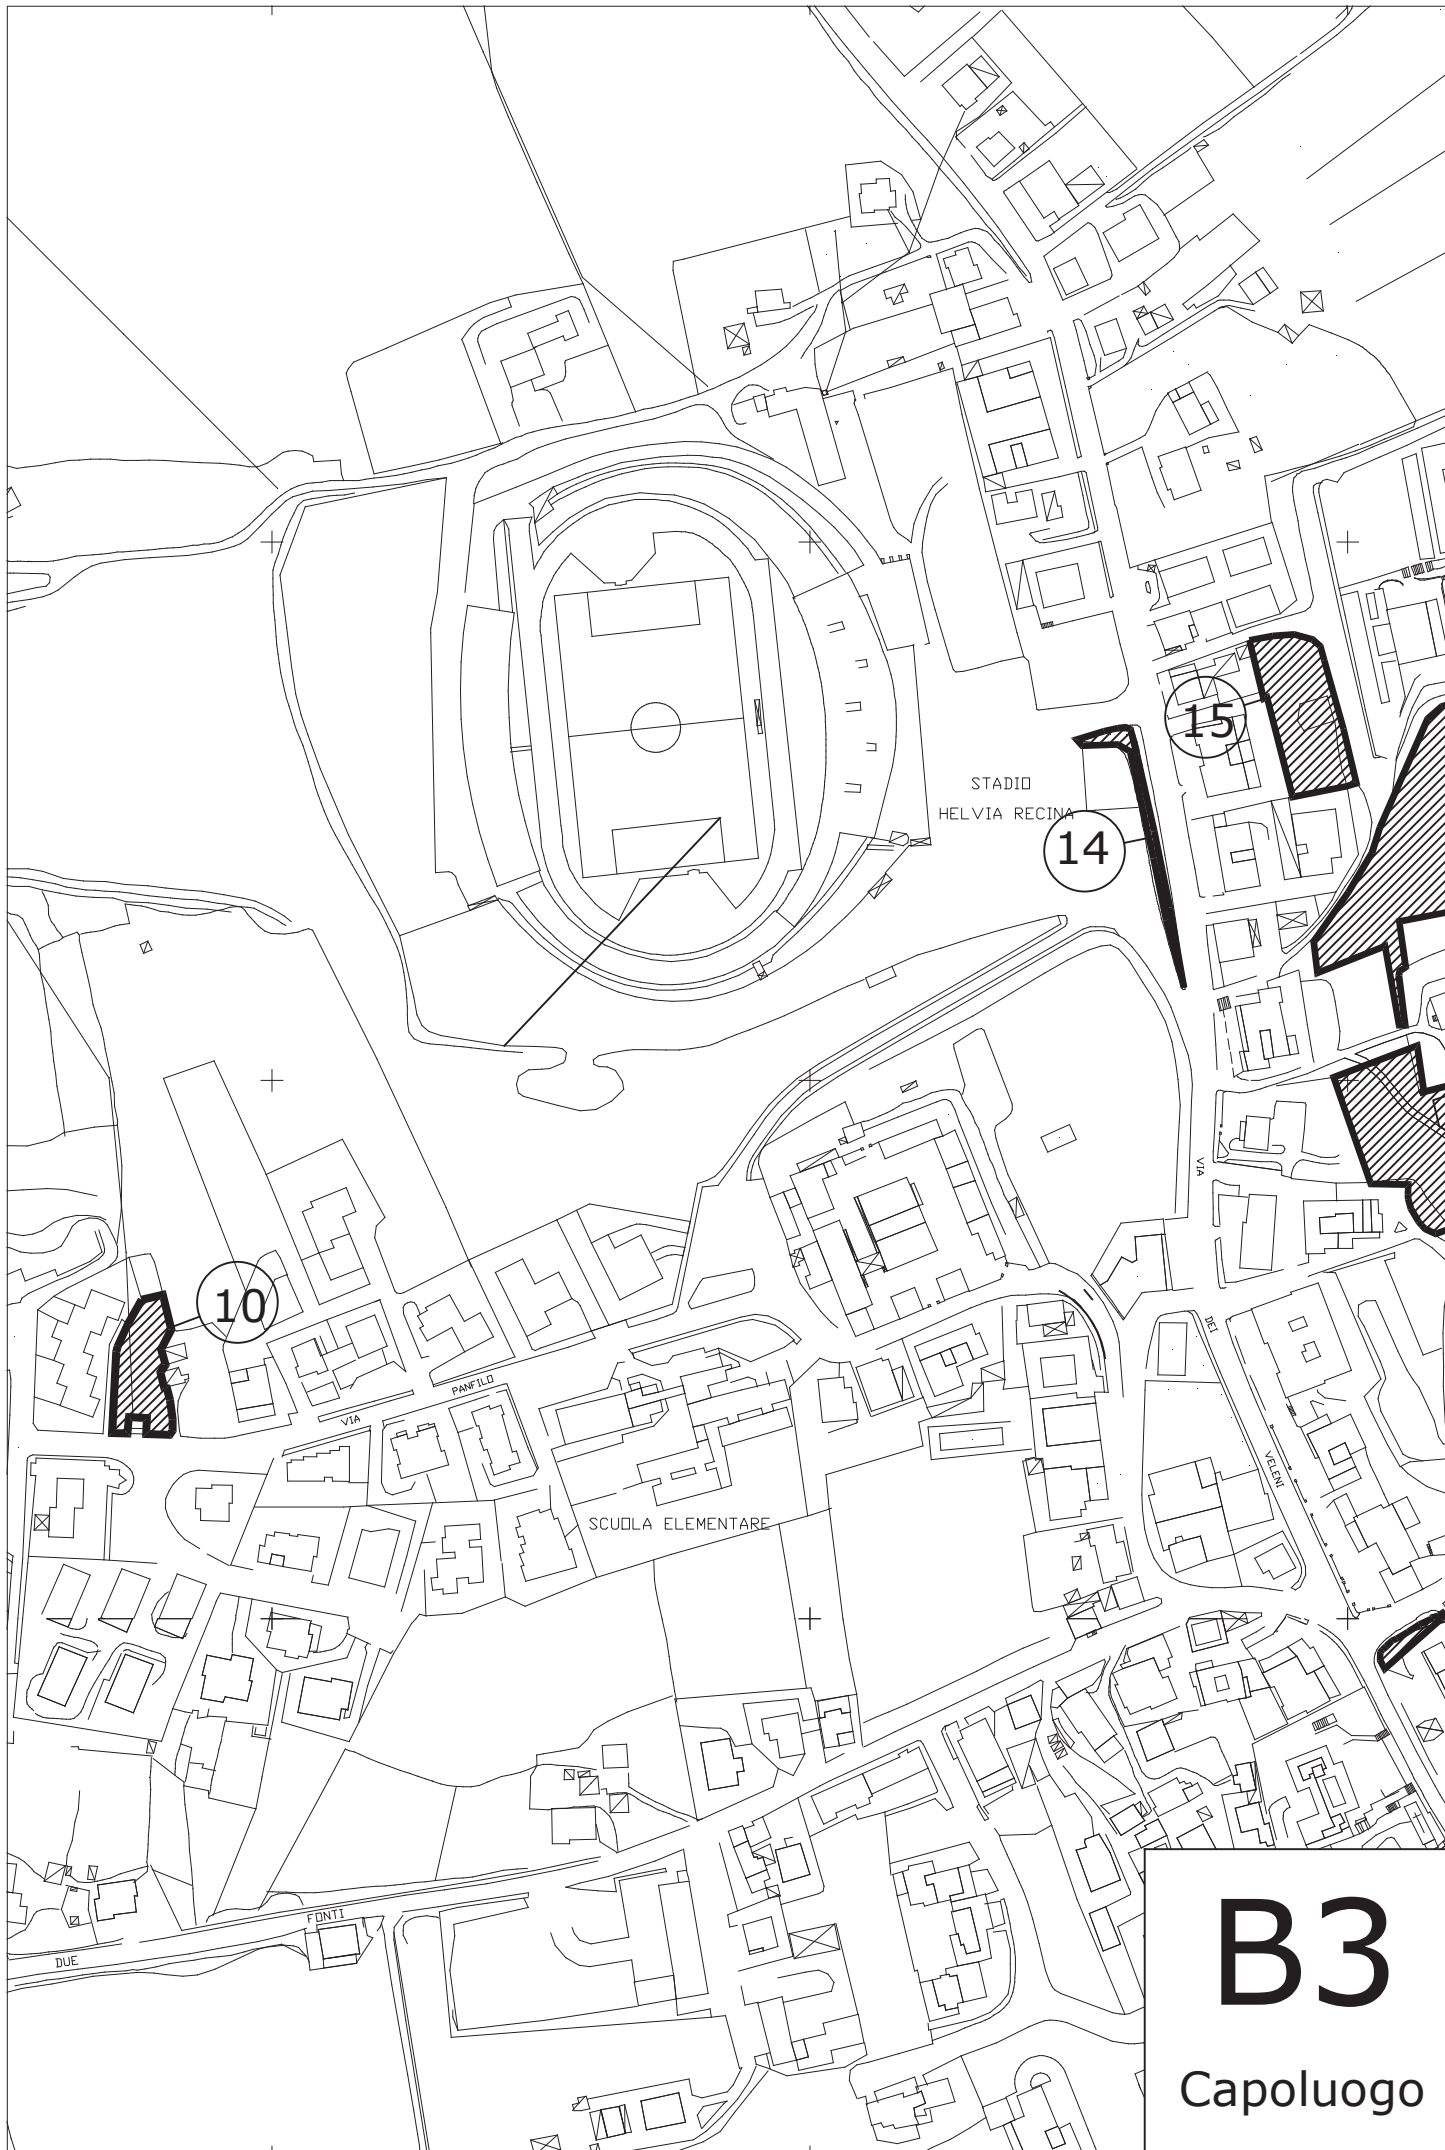 15
STADIO
HELVIA RECINA
14
VIA
10
DEI
PANFILO
VIA
VELENI
SCUOLA ELEMENTARE
FONTI
DUE
B3
Capoluogo